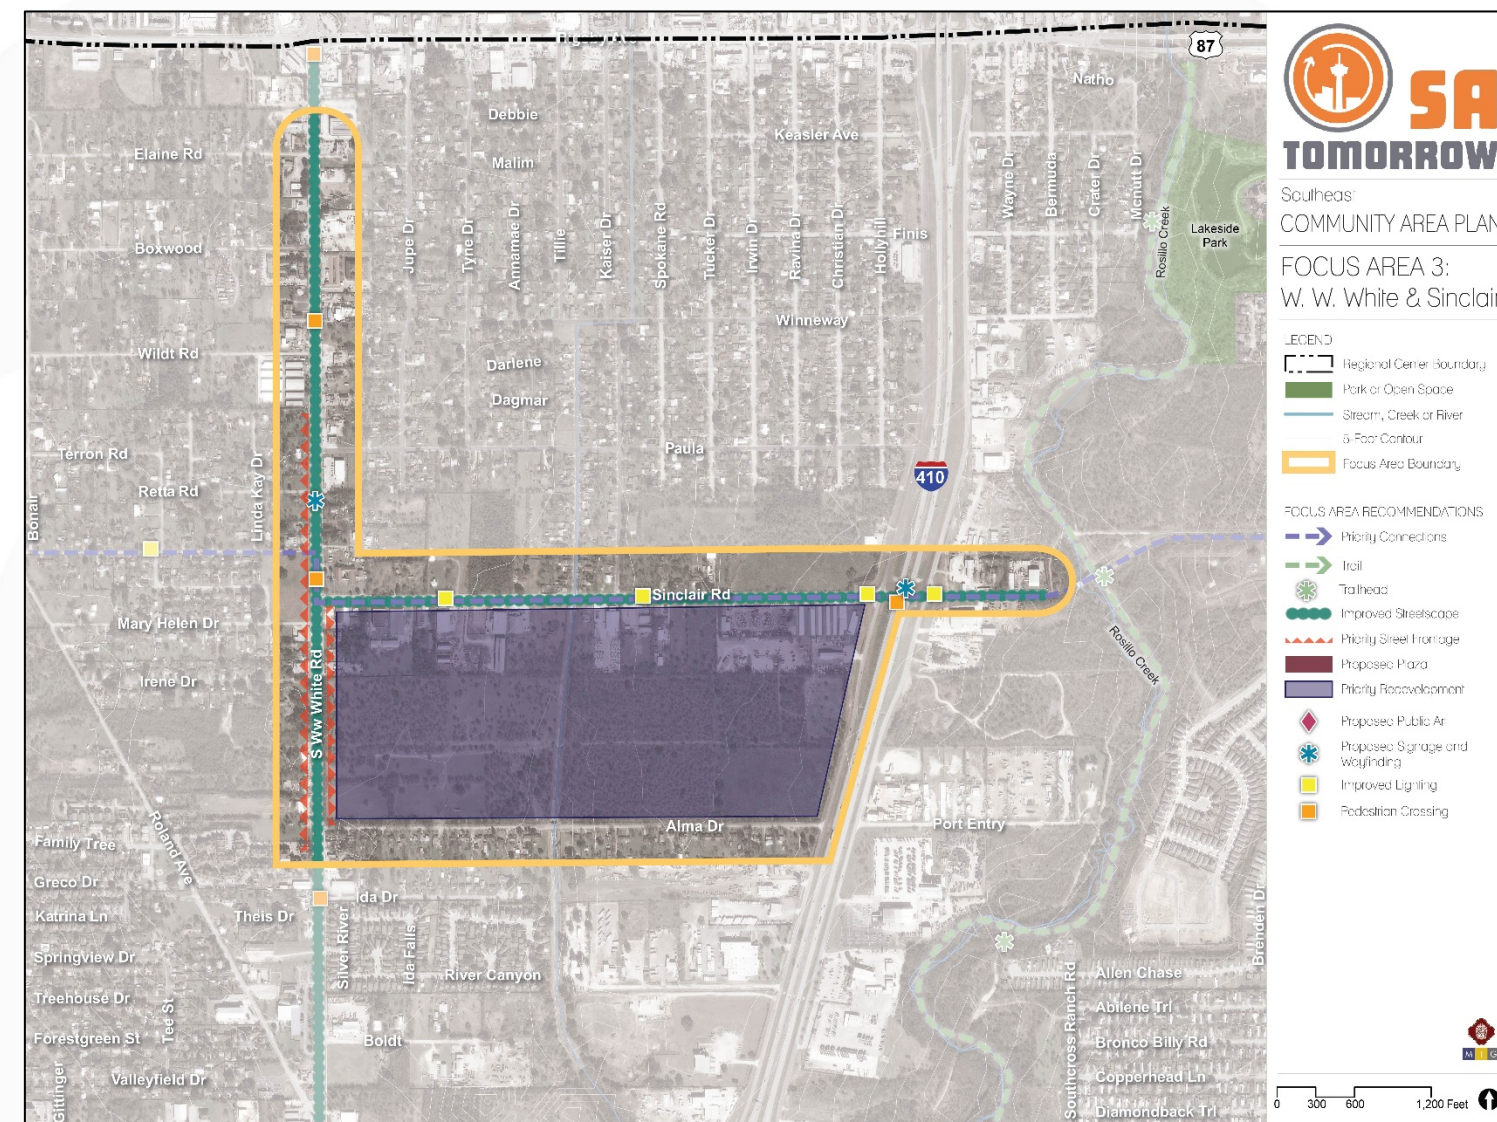 Rigsby Ave
87
Natho
Debbie
Keasler Ave
Elaine Rd
Malim
Wayne Dr
Bermuda
Crater Dr
Mcnutt Dr
Jupe Dr
Tyne Dr
Annamae Dr
Tillie
Kaiser Dr
Spokane Rd
Tucker Dr
Irwin Dr
Ravina Dr
Christian Dr
Hollyhill
Finis
Rosillo Creek
Lakeside
Park
Boxwood
Winneway
Wildt Rd
Darlene
Dagmar
Terron Rd
Linda Kay Dr
Paula
410
Retta Rd
Bonair
Sinclair Rd
Mary Helen Dr
Rosillo Creek
Irene Dr
S Ww White Rd
Roland Ave
Alma Dr
Port Entry
Family Tree
Greco Dr
Ida Dr
Katrina Ln
Theis Dr
Silver River
Ida Falls
River Canyon
Brenden Dr
Springview Dr
Allen Chase
Treehouse Dr
Tee St
Southcross Ranch Rd
Abilene Trl
Forestgreen St
Boldt
Bronco Billy Rd
Gittinger
Valleyfield Dr
Copperhead Ln
Diamondback Trl
SA
TOMORROW
Southeast
COMMUNITY AREA PLAN
FOCUS AREA 3:
W. W. White & Sinclair
LEGEND
Regional Center Boundary
Park or Open Space
Stream, Creek or River
5-Foot Contour
Focus Area Boundary
FOCUS AREA RECOMMENDATIONS
Priority Connections
Trail
Trailhead
Improved Streetscape
Priority Street Frontage
Proposed Plaza
Priority Redevelopment
Proposed Public Ar
Proposed Signage and
Wayfinding
Improved Lighting
Pedestrian Crossing
M I G
0 300 600 1,200 Feet